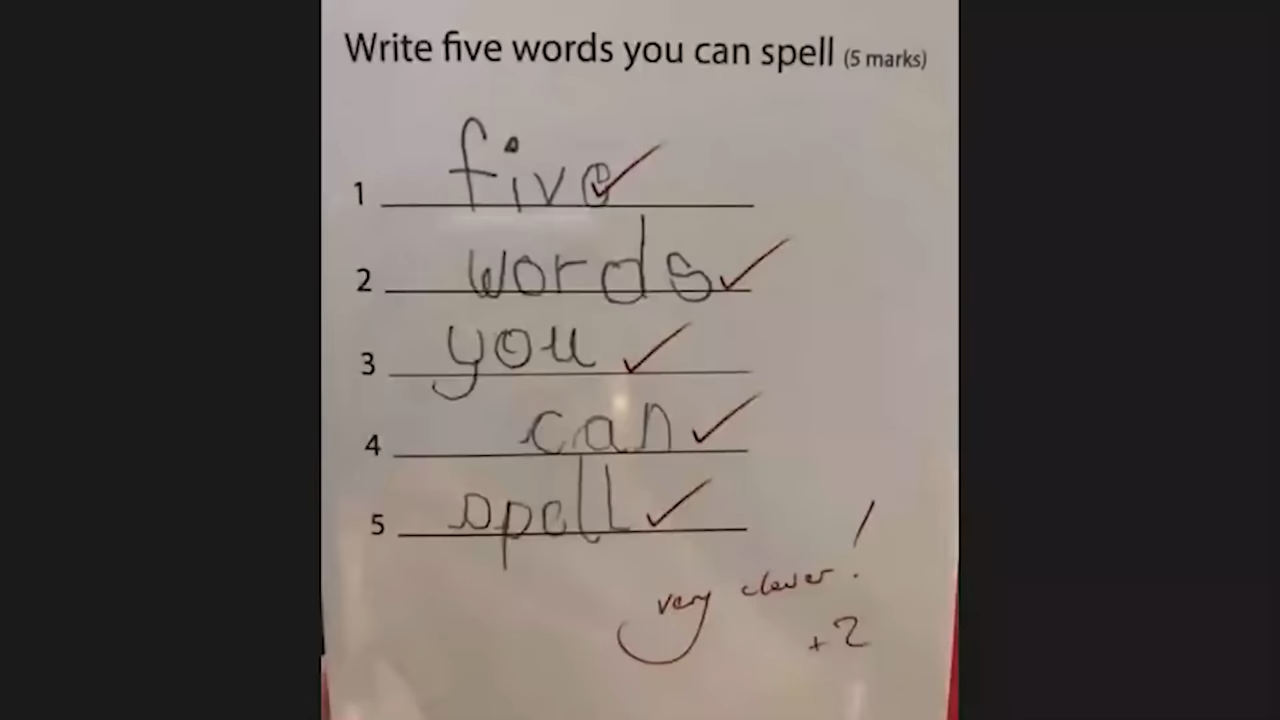 Write five words you can spell (5 marks)
1 five
2 words
3 you
4 can
5 spell
very clever!
+2